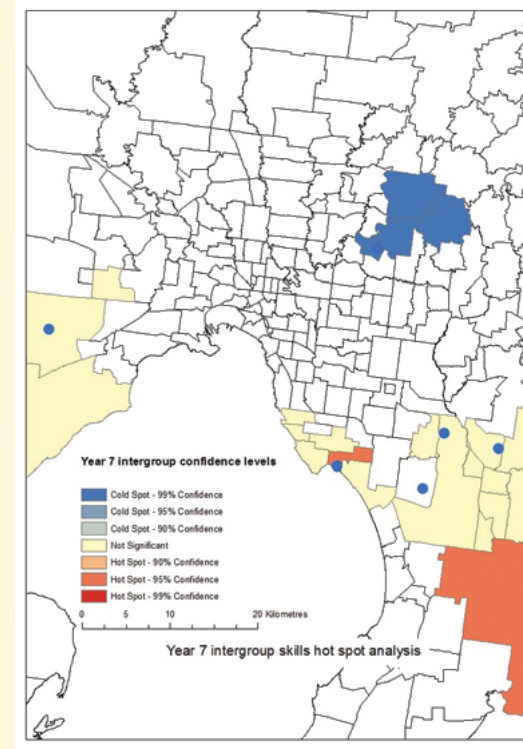 Year 7 intergroup confidence levels
Cold Spot - 99% Confidence
Cold Spot - 95% Confidence
Cold Spot - 90% Confidence
Not Significant
Hot Spot - 90% Confidence
Hot Spot - 95% Confidence
Hot Spot - 99% Confidence
0 5 10 20 Kilometres
Year 7 intergroup skills hot spot analysis